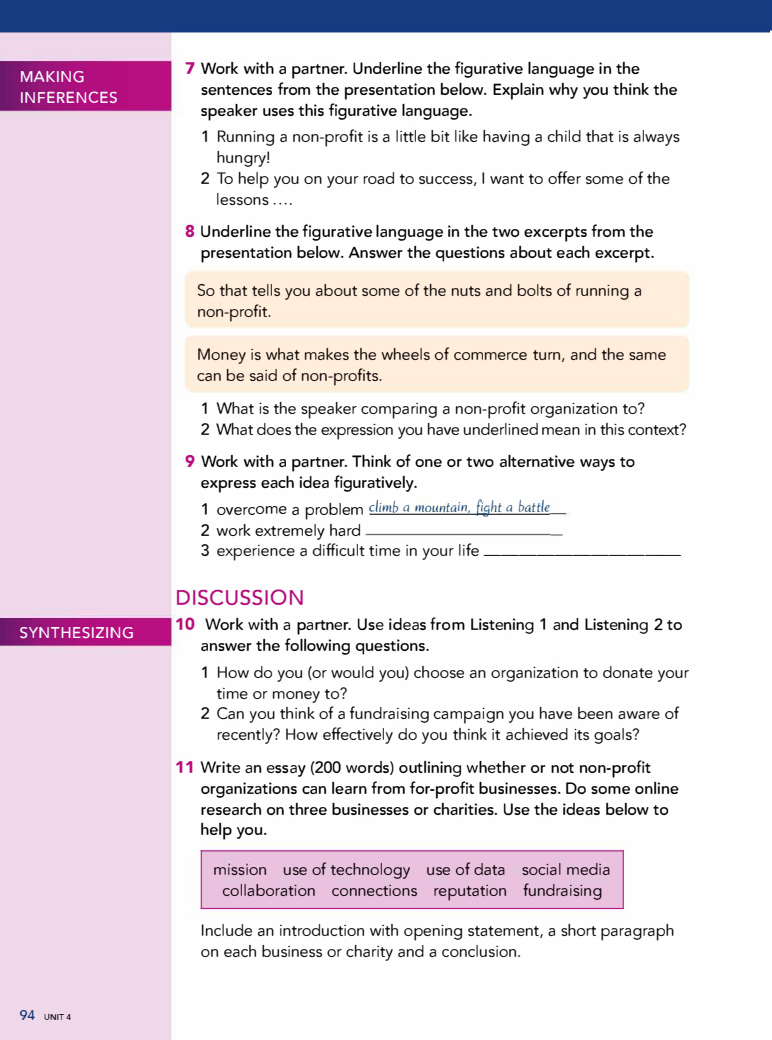 MAKING
INFERENCES
7 Work with a partner. Underline the figurative language in the
sentences from the presentation below. Explain why you think the
speaker uses this figurative language.
1 Running a non-profit is a little bit like having a child that is always
hungry!
2 To help you on your road to success, I want to offer some of the
lessons ....
8 Underline the figurative language in the two excerpts from the
presentation below. Answer the questions about each excerpt.
So that tells you about some of the nuts and bolts of running a
non-profit.
Money is what makes the wheels of commerce turn, and the same
can be said of non-profits.
1 What is the speaker comparing a non-profit organization to?
2 What does the expression you have underlined mean in this context?
9 Work with a partner. Think of one or two alternative ways to
express each idea figuratively.
1 overcome a problem climb a mountain, fight a battle
2 work extremely hard
3 experience a difficult time in your life
DISCUSSION
SYNTHESIZING
10 Work with a partner. Use ideas from Listening 1 and Listening 2 to
answer the following questions.
1 How do you (or would you) choose an organization to donate your
time or money to?
2 Can you think of a fundraising campaign you have been aware of
recently? How effectively do you think it achieved its goals?
11 Write an essay (200 words) outlining whether or not non-profit
organizations can learn from for-profit businesses. Do some online
research on three businesses or charities. Use the ideas below to
help you.
mission use of technology use of data social media
collaboration connections reputation fundraising
Include an introduction with opening statement, a short paragraph
on each business or charity and a conclusion.
94 UNIT 4